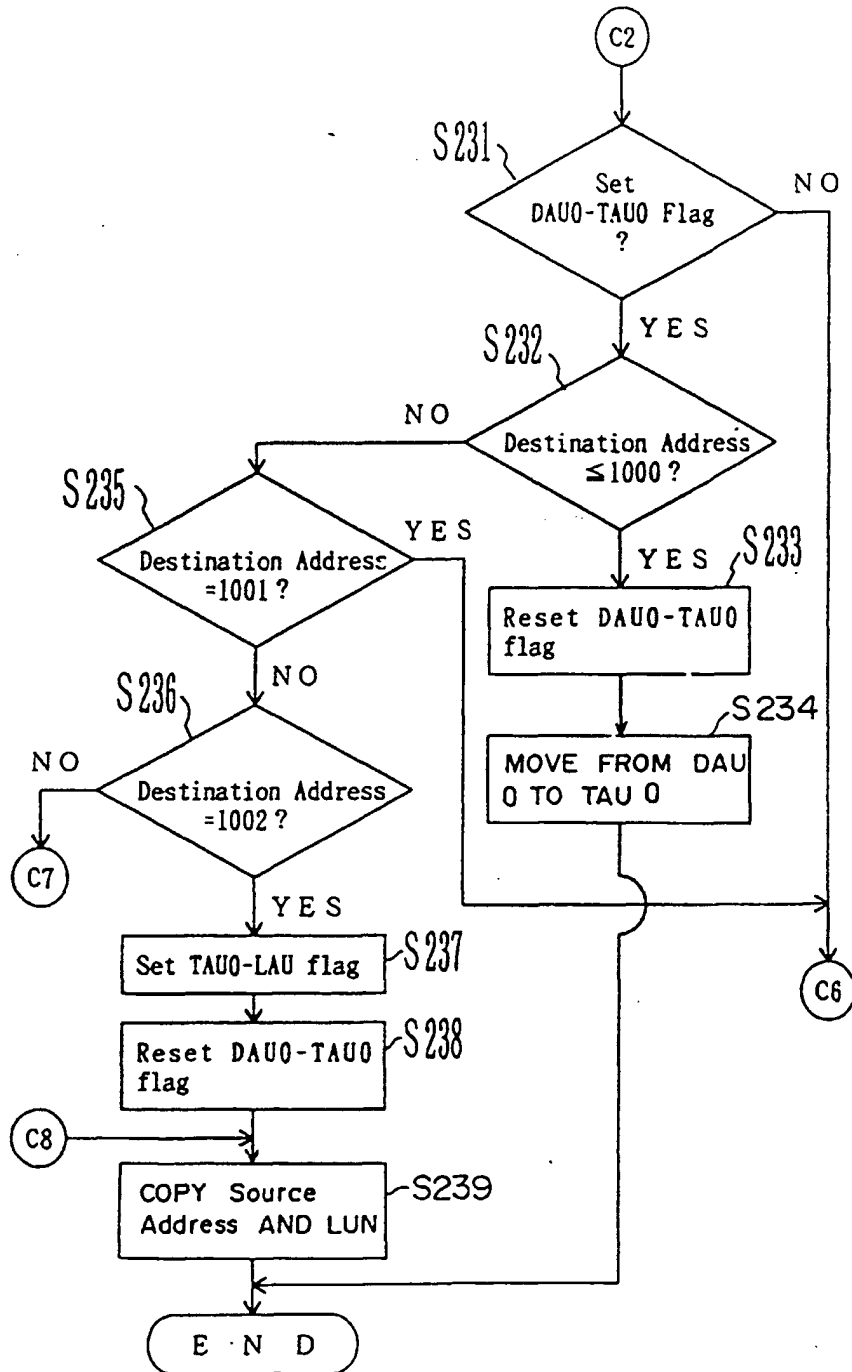 C2
S231
Set
DAU0-TAU0 Flag
?
NO
YES
S232
NO
Destination Address
≦1000?
S235
YES
YES
S233
Destination Address
=1001?
Reset DAU0-TAU0
flag
NO
S236
S234
NO
MOVE FROM DAU
0 TO TAU 0
Destination Address
=1002?
C7
YES
Set TAU0-LAU flag
S237
C6
Reset DAU0-TAU0
flag
S238
C8
COPY Source
Address AND LUN
S239
E N D